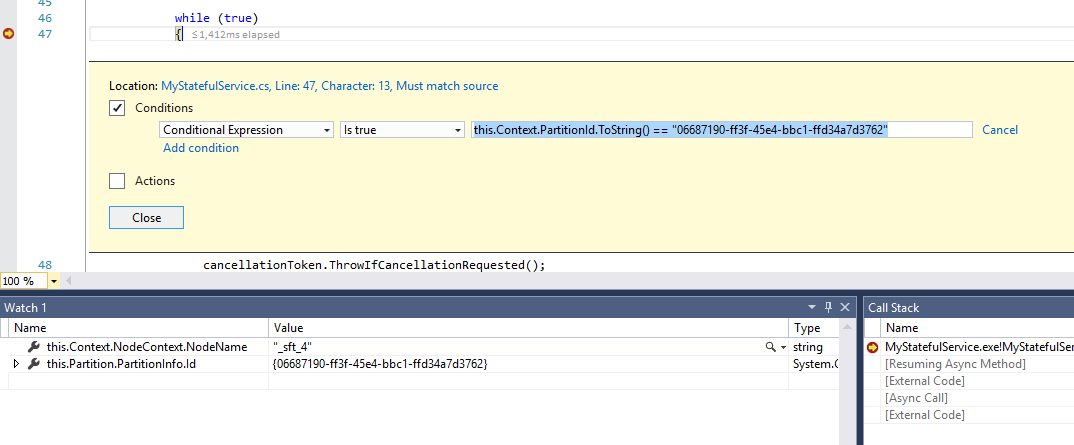 45
46 while (true)
47 { ≤1,412ms elapsed
Location: MyStatefulService.cs, Line: 47, Character: 13, Must match source
Conditions
Conditional Expression Is true this.Context.PartitionId.ToString() == "06687190-ff3f-45e4-bbc1-ffd34a7d3762" Cancel
Add condition
Actions
Close
48 cancellationToken.ThrowIfCancellationRequested();
100 %
Watch 1
Name Value Type
this.Context.NodeContext.NodeName "_sft_4" string
this.Partition.PartitionInfo.Id {06687190-ff3f-45e4-bbc1-ffd34a7d3762} System.G
Call Stack
Name
MyStatefulService.exe!MyStatefulSer
[Resuming Async Method]
[External Code]
[Async Call]
[External Code]